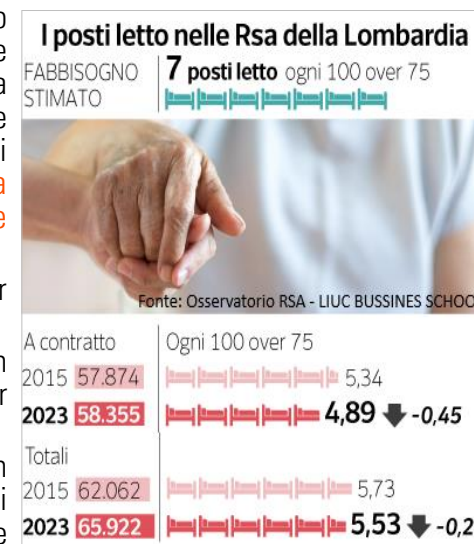 I posti letto nelle Rsa della Lombardia
FABBISOGNO
STIMATO
7 posti letto ogni 100 over 75
Fonte: Osservatorio RSA - LIUC BUSSINES SCHOO
A contratto
Ogni 100 over 75
2015 57.874 5,34
2023 58.355 4,89 -0,45
Totali
2015 62.062 5,73
2023 65.922 5,53 -0,2